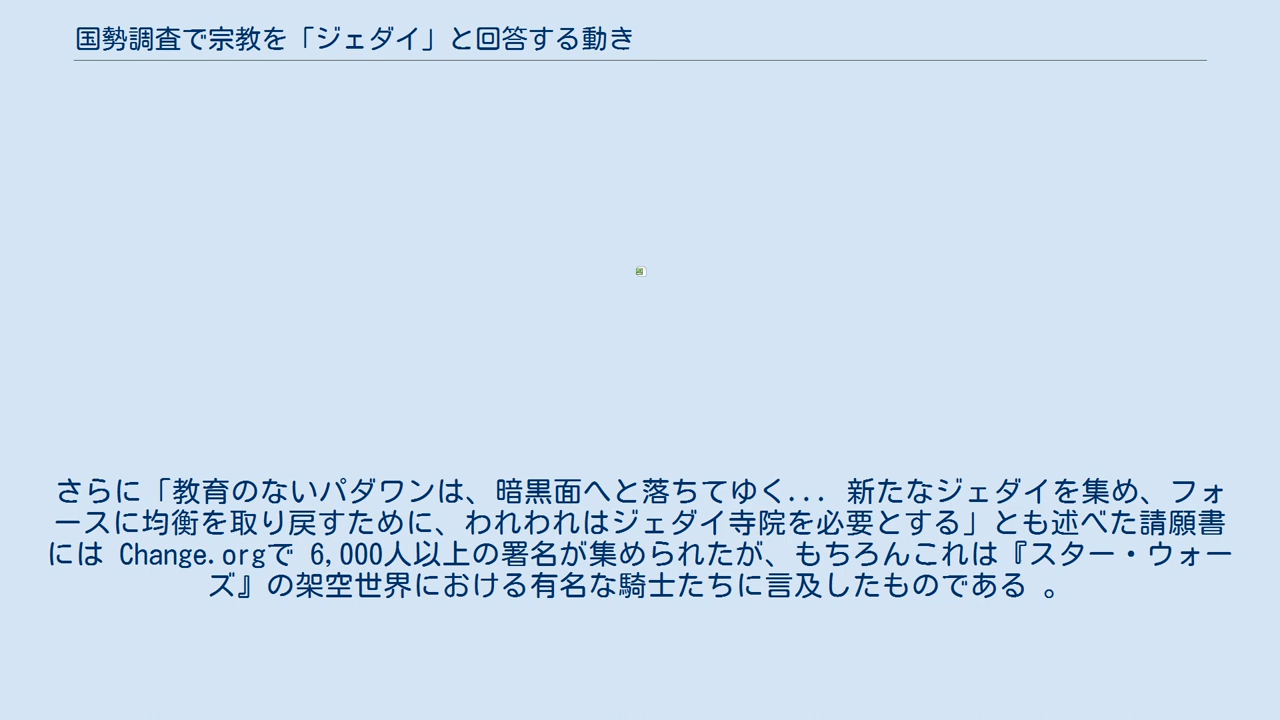 国勢調査で宗教を「ジェダイ」と回答する動き
さらに「教育のないパダワンは、暗黒面へと落ちてゆく... 新たなジェダイを集め、フォ
ースに均衡を取り戻すために、われわれはジェダイ寺院を必要とする」とも述べた請願書
には Change.orgで 6,000人以上の署名が集められたが、もちろんこれは『スター・ウォー
ズ』の架空世界における有名な騎士たちに言及したものである 。